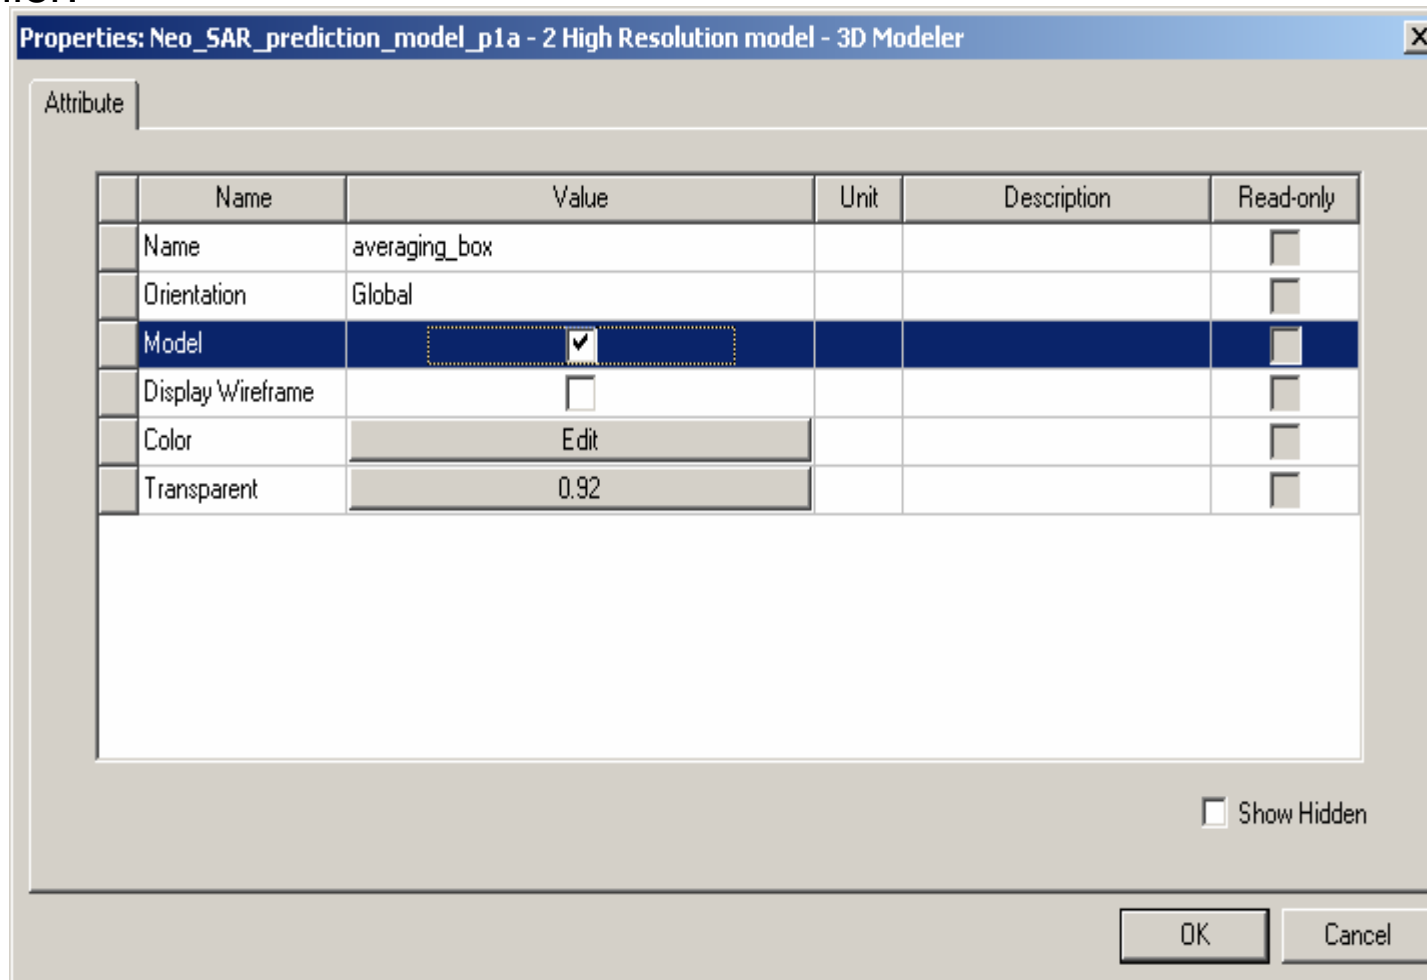 Properties: Neo_SAR_prediction_model_p1a - 2 High Resolution model - 3D Modeler
Attribute
Name Value Unit Description Read-only
Name averaging_box
Orientation Global
Model
Display Wireframe
Color Edit
Transparent 0.92
Show Hidden
OK Cancel